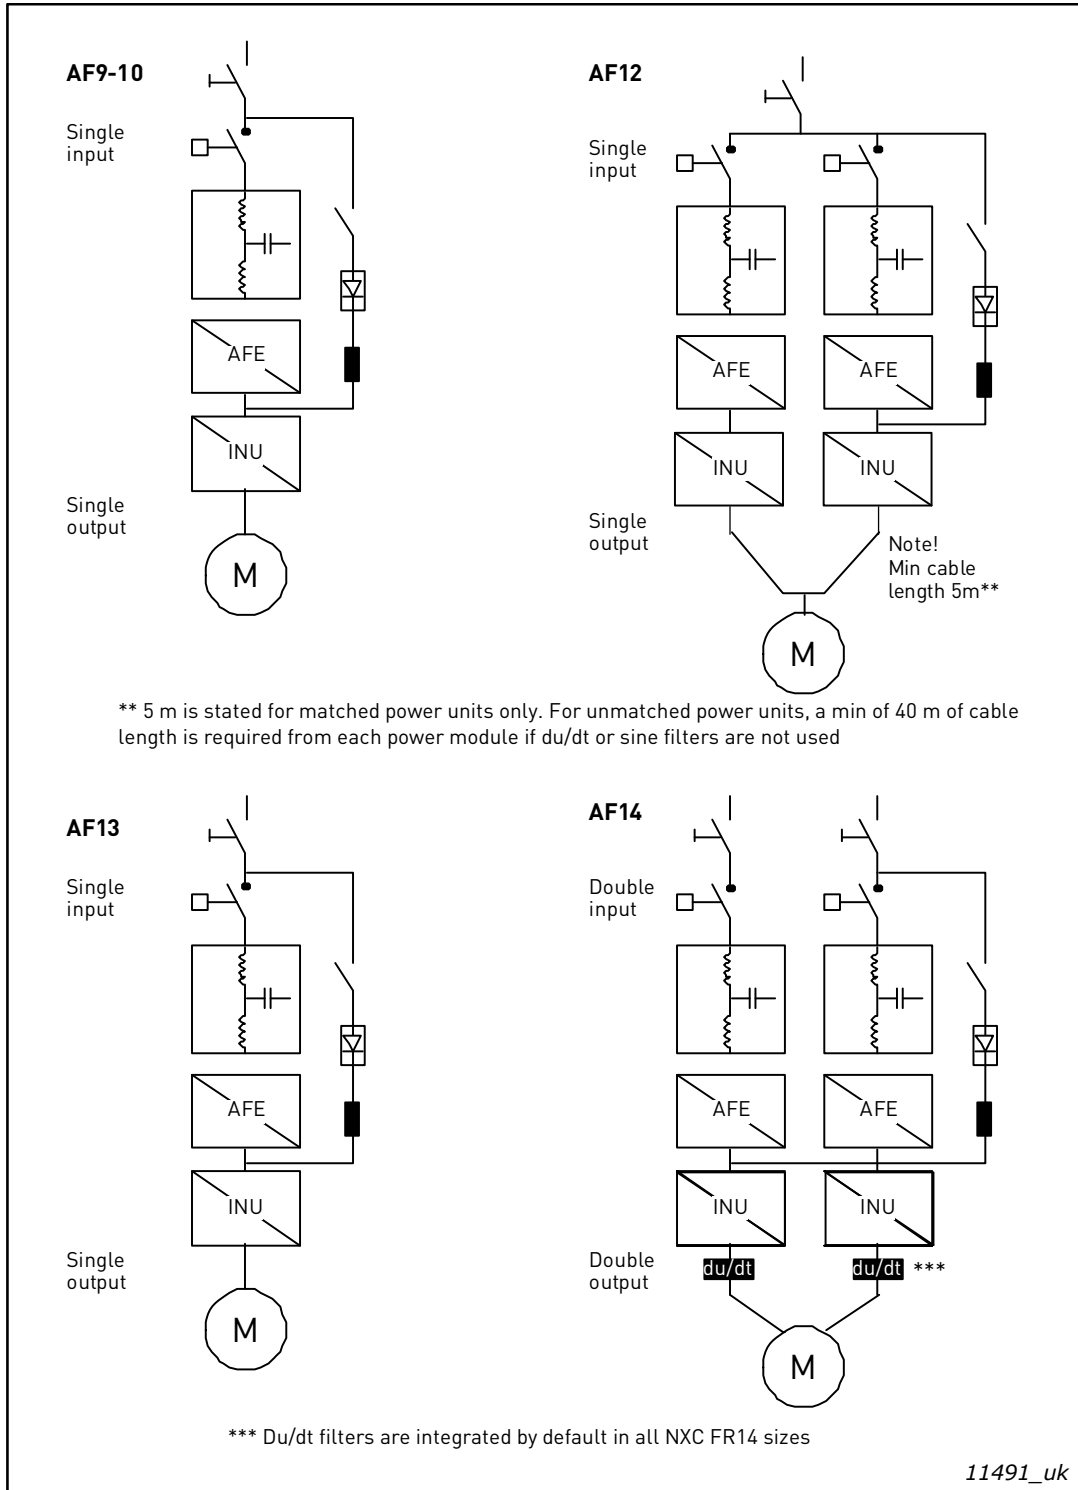 AF9-10
Single
input
AFE
INU
Single
output
M
AF12
Single
input
AFE
AFE
INU
INU
Single
output
Note!
Min cable
length 5m**
M
** 5 m is stated for matched power units only. For unmatched power units, a min of 40 m of cable
length is required from each power module if du/dt or sine filters are not used
AF13
Single
input
AFE
INU
Single
output
M
AF14
Double
input
AFE
AFE
INU
INU
Double
output
du/dt
du/dt ***
M
*** Du/dt filters are integrated by default in all NXC FR14 sizes
11491_uk